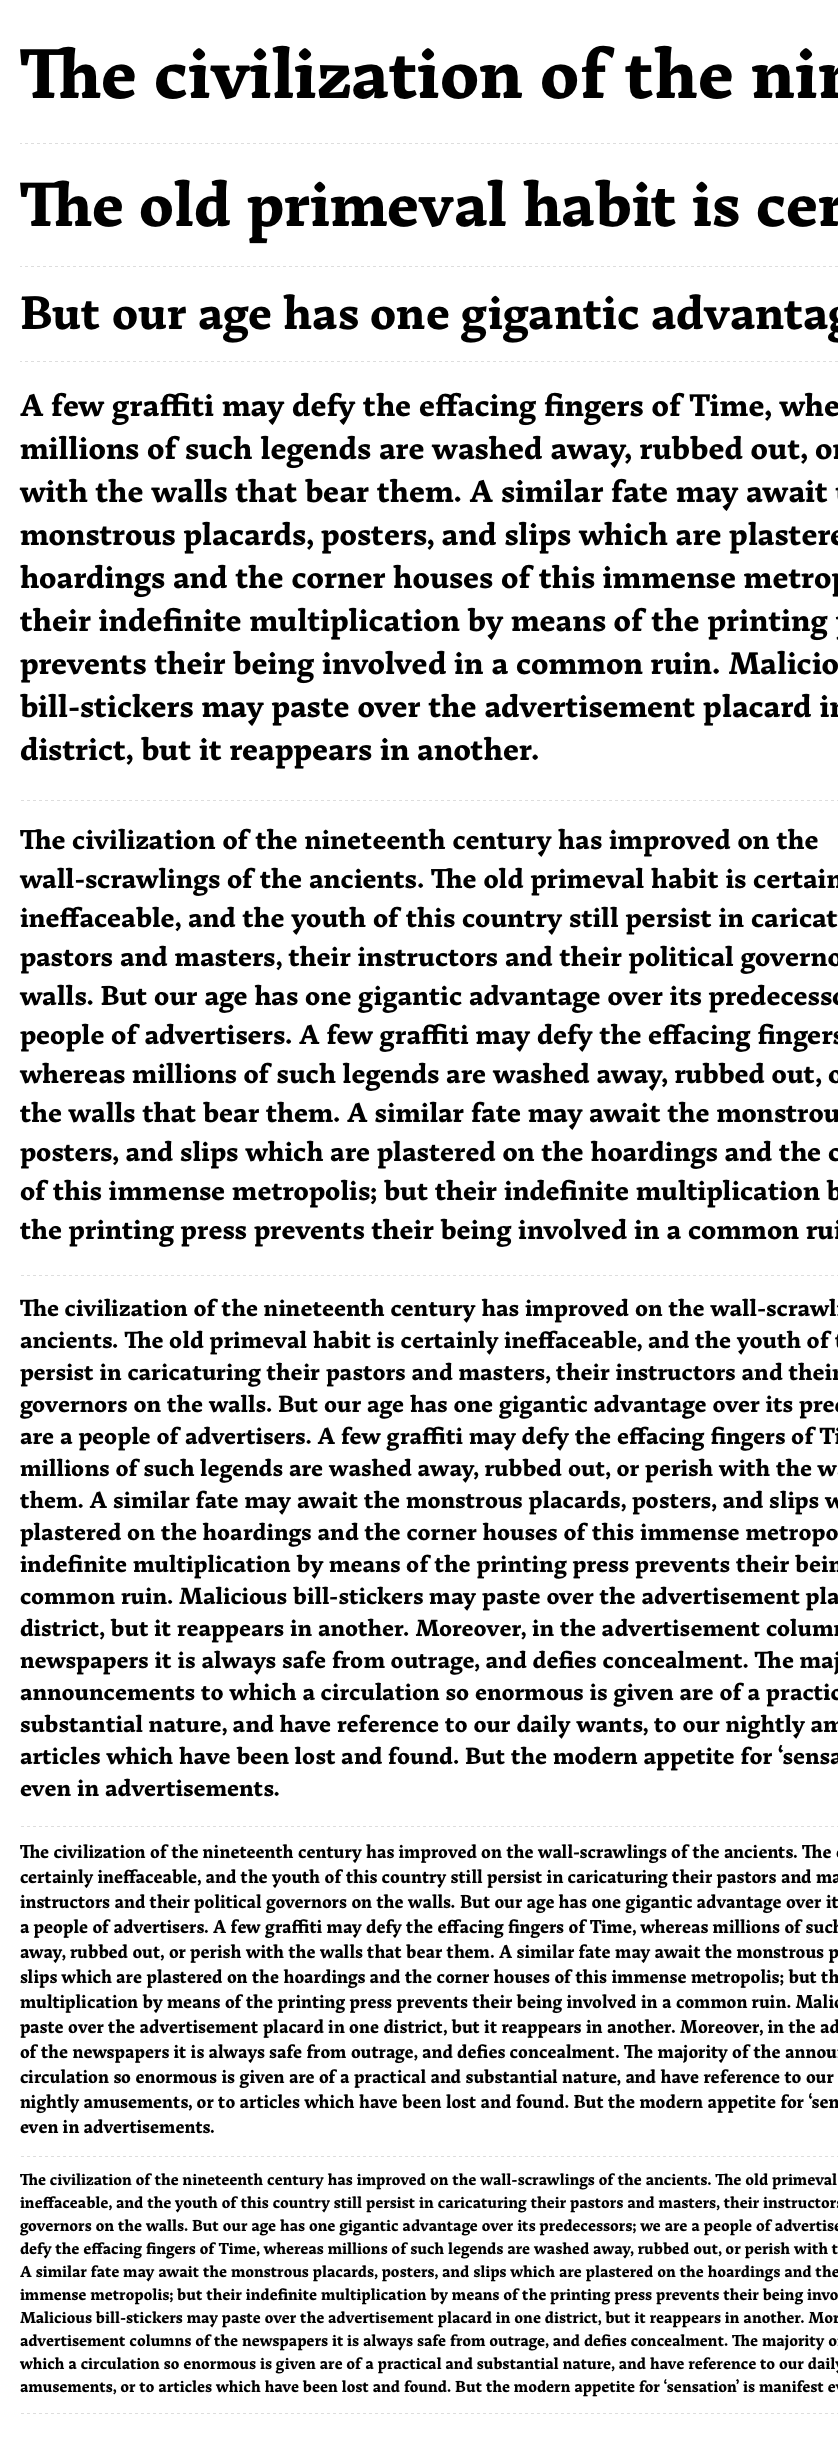 The civilization of the nin
The old primeval habit is cer
But our age has one gigantic advantag
A few graffiti may defy the effacing fingers of Time, whe
millions of such legends are washed away, rubbed out, or
with the walls that bear them. A similar fate may await
monstrous placards, posters, and slips which are plastere
hoardings and the corner houses of this immense metrop
their indefinite multiplication by means of the printing
prevents their being involved in a common ruin. Malicio
bill-stickers may paste over the advertisement placard in
district, but it reappears in another.
The civilization of the nineteenth century has improved on the
wall-scrawlings of the ancients. The old primeval habit is certain
ineffaceable, and the youth of this country still persist in caricat
pastors and masters, their instructors and their political governo
walls. But our age has one gigantic advantage over its predecesso
people of advertisers. A few graffiti may defy the effacing fingers
whereas millions of such legends are washed away, rubbed out, o
the walls that bear them. A similar fate may await the monstrou
posters, and slips which are plastered on the hoardings and the c
of this immense metropolis; but their indefinite multiplication b
the printing press prevents their being involved in a common rui
The civilization of the nineteenth century has improved on the wall-scrawli
ancients. The old primeval habit is certainly ineffaceable, and the youth of t
persist in caricaturing their pastors and masters, their instructors and their
governors on the walls. But our age has one gigantic advantage over its pred
are a people of advertisers. A few graffiti may defy the effacing fingers of Ti
millions of such legends are washed away, rubbed out, or perish with the wa
them. A similar fate may await the monstrous placards, posters, and slips w
plastered on the hoardings and the corner houses of this immense metropo
indefinite multiplication by means of the printing press prevents their bein
common ruin. Malicious bill-stickers may paste over the advertisement pla
district, but it reappears in another. Moreover, in the advertisement column
newspapers it is always safe from outrage, and defies concealment. The maj
announcements to which a circulation so enormous is given are of a practic
substantial nature, and have reference to our daily wants, to our nightly am
articles which have been lost and found. But the modern appetite for ‘sensa
even in advertisements.
The civilization of the nineteenth century has improved on the wall-scrawlings of the ancients. The
certainly ineffaceable, and the youth of this country still persist in caricaturing their pastors and ma
instructors and their political governors on the walls. But our age has one gigantic advantage over it
a people of advertisers. A few graffiti may defy the effacing fingers of Time, whereas millions of such
away, rubbed out, or perish with the walls that bear them. A similar fate may await the monstrous p
slips which are plastered on the hoardings and the corner houses of this immense metropolis; but th
multiplication by means of the printing press prevents their being involved in a common ruin. Malic
paste over the advertisement placard in one district, but it reappears in another. Moreover, in the ad
of the newspapers it is always safe from outrage, and defies concealment. The majority of the annou
circulation so enormous is given are of a practical and substantial nature, and have reference to our
nightly amusements, or to articles which have been lost and found. But the modern appetite for ‘sen
even in advertisements.
The civilization of the nineteenth century has improved on the wall-scrawlings of the ancients. The old primeval
ineffaceable, and the youth of this country still persist in caricaturing their pastors and masters, their instructors
governors on the walls. But our age has one gigantic advantage over its predecessors; we are a people of advertise
defy the effacing fingers of Time, whereas millions of such legends are washed away, rubbed out, or perish with t
A similar fate may await the monstrous placards, posters, and slips which are plastered on the hoardings and the
immense metropolis; but their indefinite multiplication by means of the printing press prevents their being invo
Malicious bill-stickers may paste over the advertisement placard in one district, but it reappears in another. Mor
advertisement columns of the newspapers it is always safe from outrage, and defies concealment. The majority o
which a circulation so enormous is given are of a practical and substantial nature, and have reference to our daily
amusements, or to articles which have been lost and found. But the modern appetite for ‘sensation’ is manifest ev